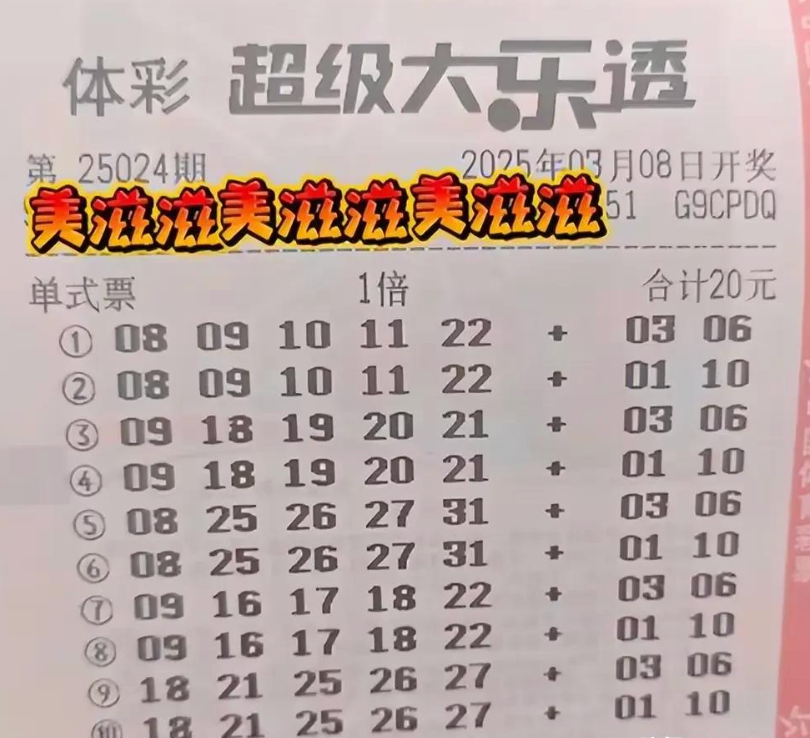 体彩 超级大乐透
第 25024期 2025年03月08日开奖
美滋滋美滋滋美滋滋 51 G9CPDQ
单式票 1倍 合计20元
① 08 09 10 11 22 + 03 06
② 08 09 10 11 22 + 01 10
③ 09 18 19 20 21 + 03 06
④ 09 18 19 20 21 + 01 10
⑤ 08 25 26 27 31 + 03 06
⑥ 08 25 26 27 31 + 01 10
⑦ 09 16 17 18 22 + 03 06
⑧ 09 16 17 18 22 + 01 10
⑨ 18 21 25 26 27 + 03 06
⑩ 18 21 25 26 27 + 01 10